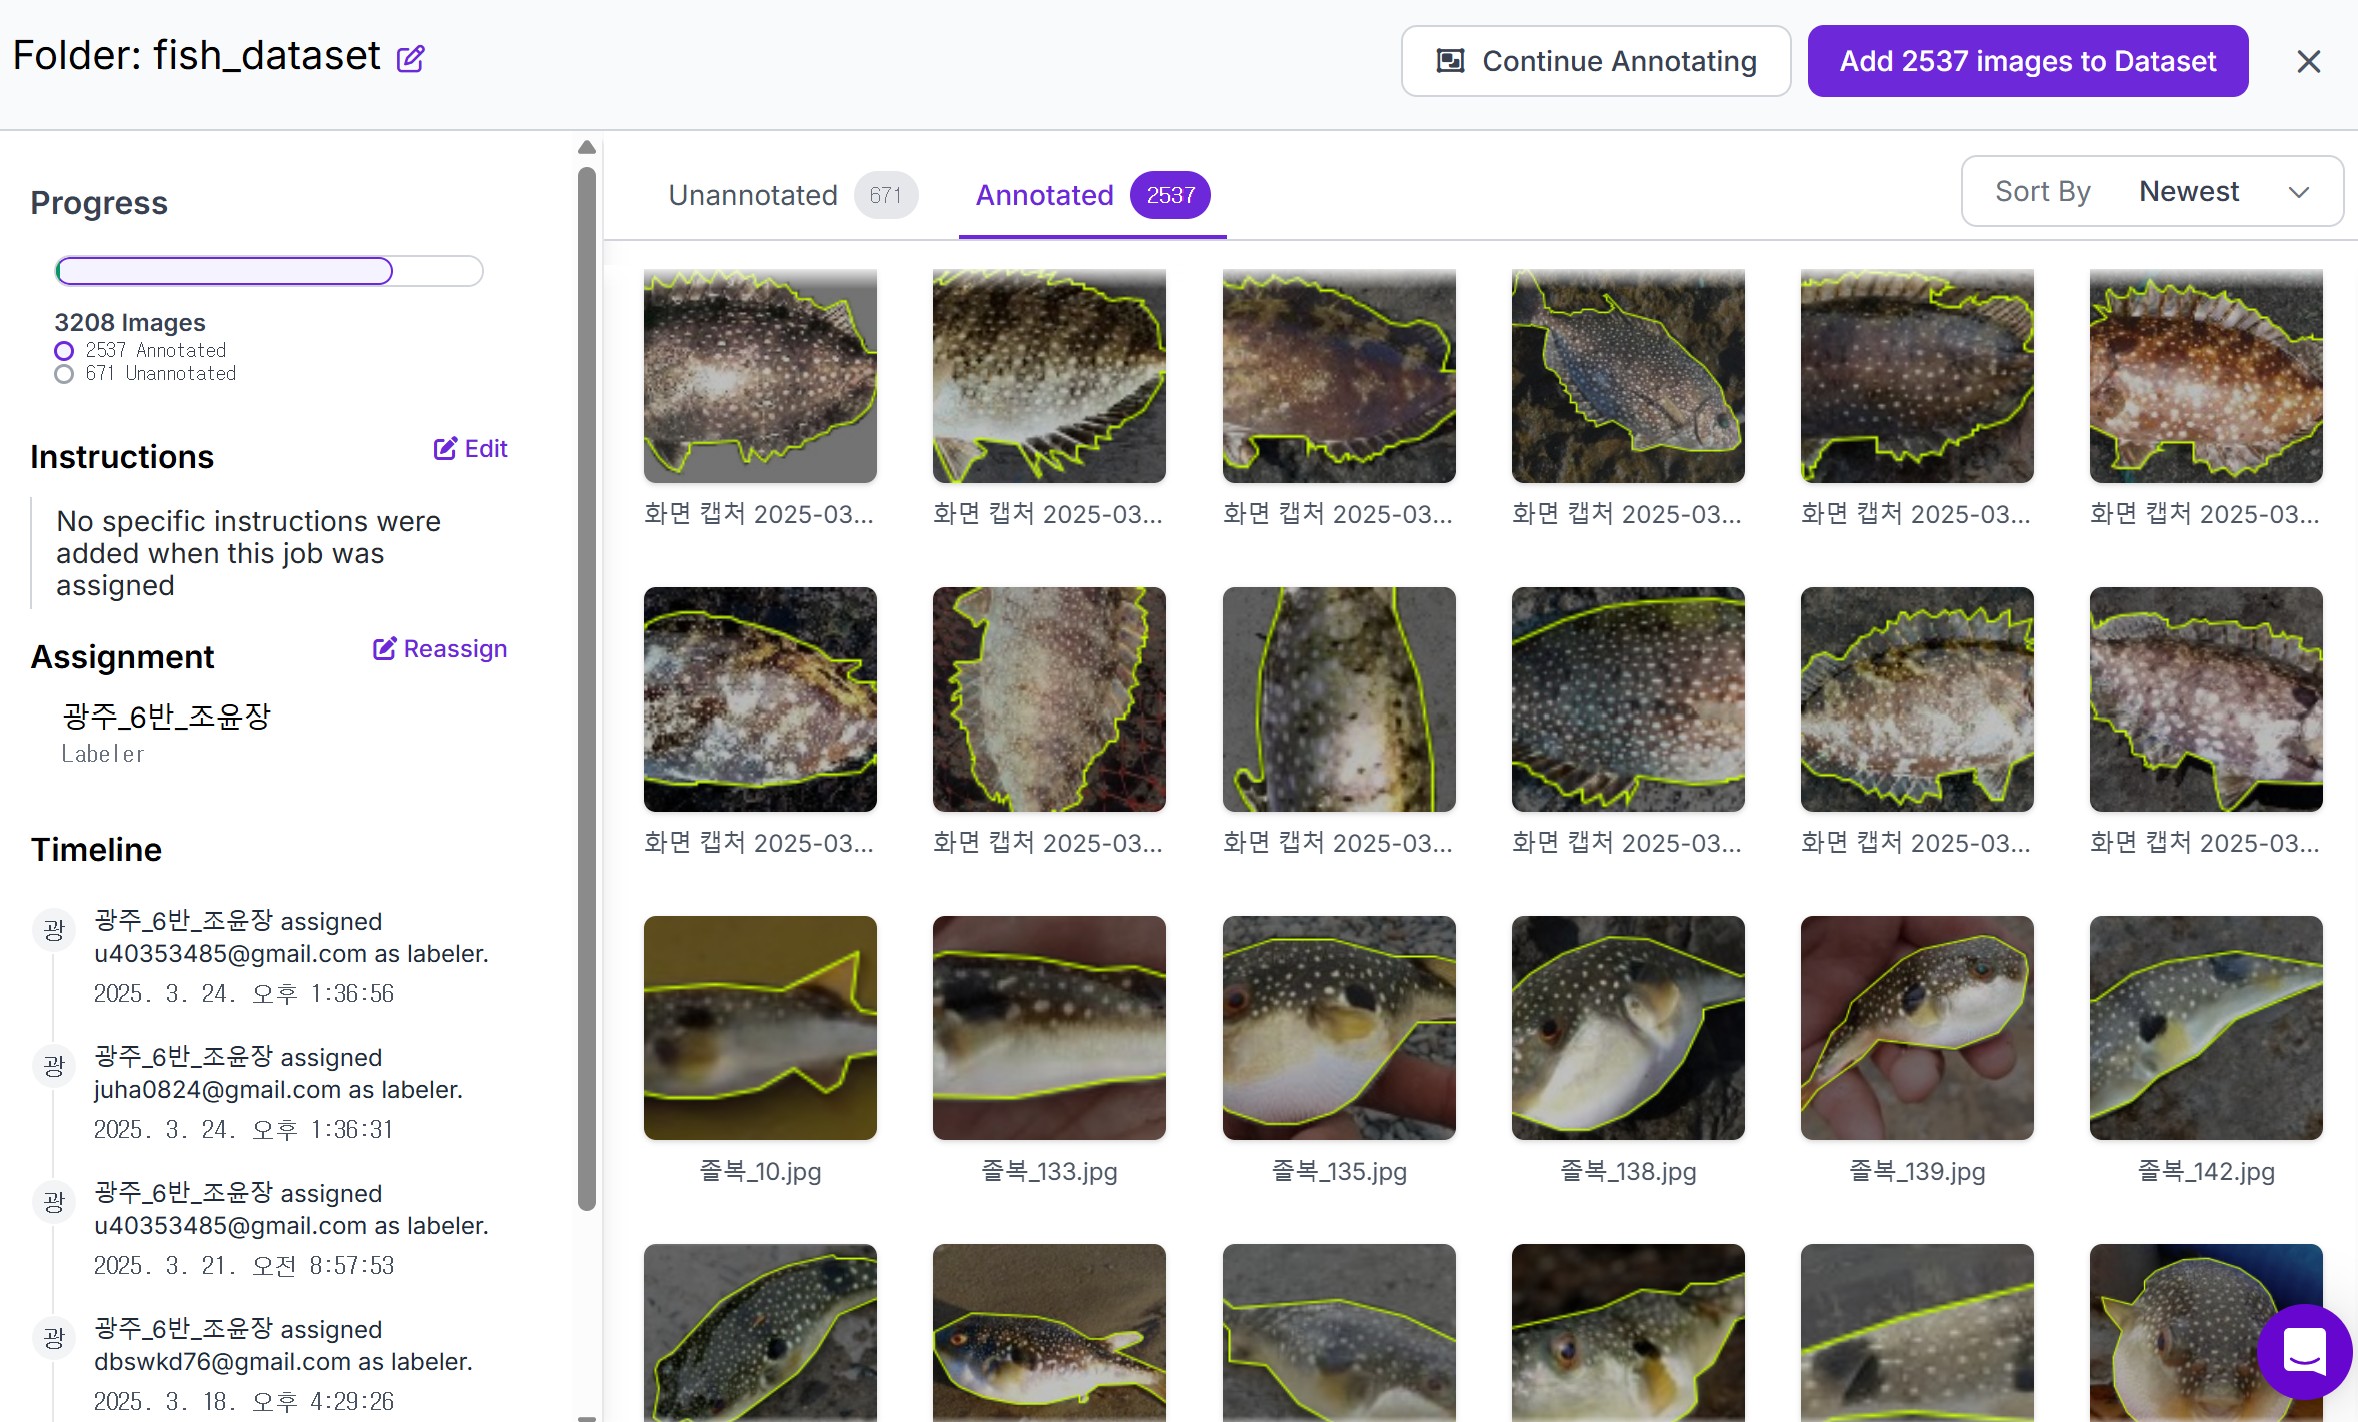 Folder: fish_dataset
Continue Annotating
Add 2537 images to Dataset
Progress
3208 Images
2537 Annotated
671 Unannotated
Instructions
Edit
No specific instructions were
added when this job was
assigned
Assignment
Reassign
광주_6반_조윤장
Labeler
Timeline
광
광주_6반_조윤장 assigned
u40353485@gmail.com as labeler.
2025. 3. 24. 오후 1:36:56
광
광주_6반_조윤장 assigned
juha0824@gmail.com as labeler.
2025. 3. 24. 오후 1:36:31
광
광주_6반_조윤장 assigned
u40353485@gmail.com as labeler.
2025. 3. 21. 오전 8:57:53
광
광주_6반_조윤장 assigned
dbswkd76@gmail.com as labeler.
2025. 3. 18. 오후 4:29:26
Unannotated 671
Annotated 2537
Sort By Newest
화면 캡처 2025-03...
화면 캡처 2025-03...
화면 캡처 2025-03...
화면 캡처 2025-03...
화면 캡처 2025-03...
화면 캡처 2025-03...
화면 캡처 2025-03...
화면 캡처 2025-03...
화면 캡처 2025-03...
화면 캡처 2025-03...
화면 캡처 2025-03...
화면 캡처 2025-03...
졸복_10.jpg
졸복_133.jpg
졸복_135.jpg
졸복_138.jpg
졸복_139.jpg
졸복_142.jpg